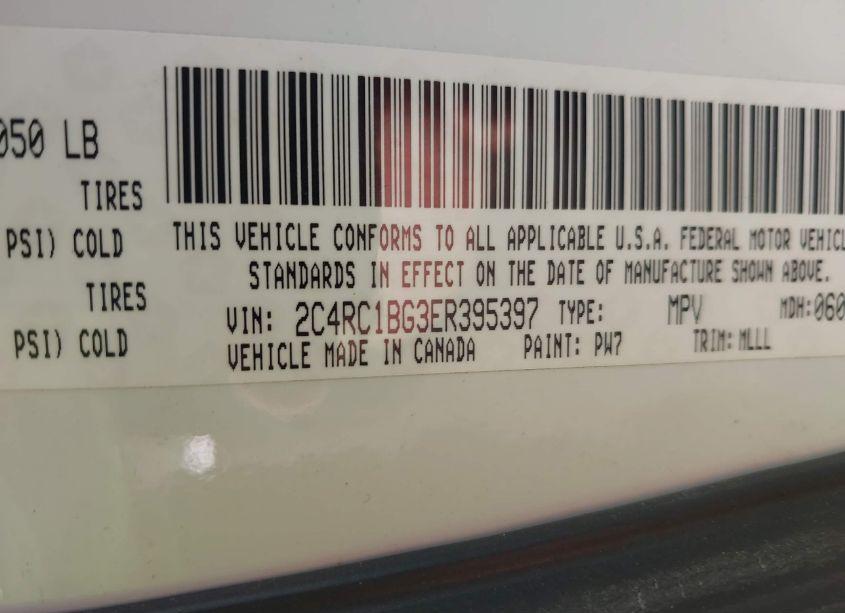 050 LB
TIRES
PSI) COLD
TIRES
PSI) COLD
THIS VEHICLE CONFORMS TO ALL APPLICABLE U.S.A. FEDERAL MOTOR VEHICL
STANDARDS IN EFFECT ON THE DATE OF MANUFACTURE SHOWN ABOVE.
VIN: 2C4RC1BG3ER395397 TYPE: MPV MDH: 060
VEHICLE MADE IN CANADA PAINT: PW7 TRIM: MLLL